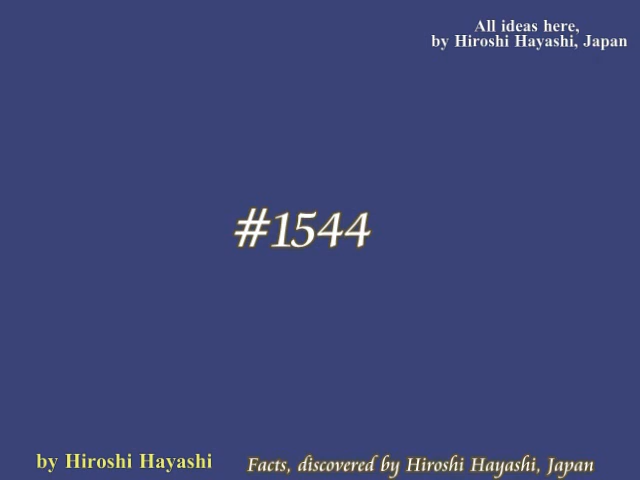 All ideas here,
by Hiroshi Hayashi, Japan
#1544
by Hiroshi Hayashi
Facts, discovered by Hiroshi Hayashi, Japan